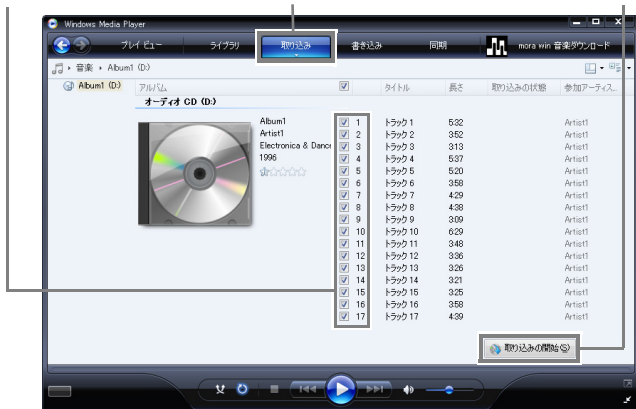 Windows Media Player
プレイ ビュー ライブラリ 取り込み 書き込み 同期 mora win 音楽ダウンロード
音楽 Album1 (D:)
Album1 (D:) アルバム タイトル 長さ 取り込みの状態 参加アーティス...
オーディオ CD (D:)
Album1
Artist1
Electronica & Danc
1996
1 トラック 1 5:32 Artist1
2 トラック 2 3:52 Artist1
3 トラック 3 3:13 Artist1
4 トラック 4 5:37 Artist1
5 トラック 5 5:20 Artist1
6 トラック 6 3:58 Artist1
7 トラック 7 4:29 Artist1
8 トラック 8 4:38 Artist1
9 トラック 9 3:09 Artist1
10 トラック 10 6:29 Artist1
11 トラック 11 3:48 Artist1
12 トラック 12 3:36 Artist1
13 トラック 13 3:26 Artist1
14 トラック 14 3:21 Artist1
15 トラック 15 3:25 Artist1
16 トラック 16 3:58 Artist1
17 トラック 17 4:39 Artist1
取り込みの開始(S)